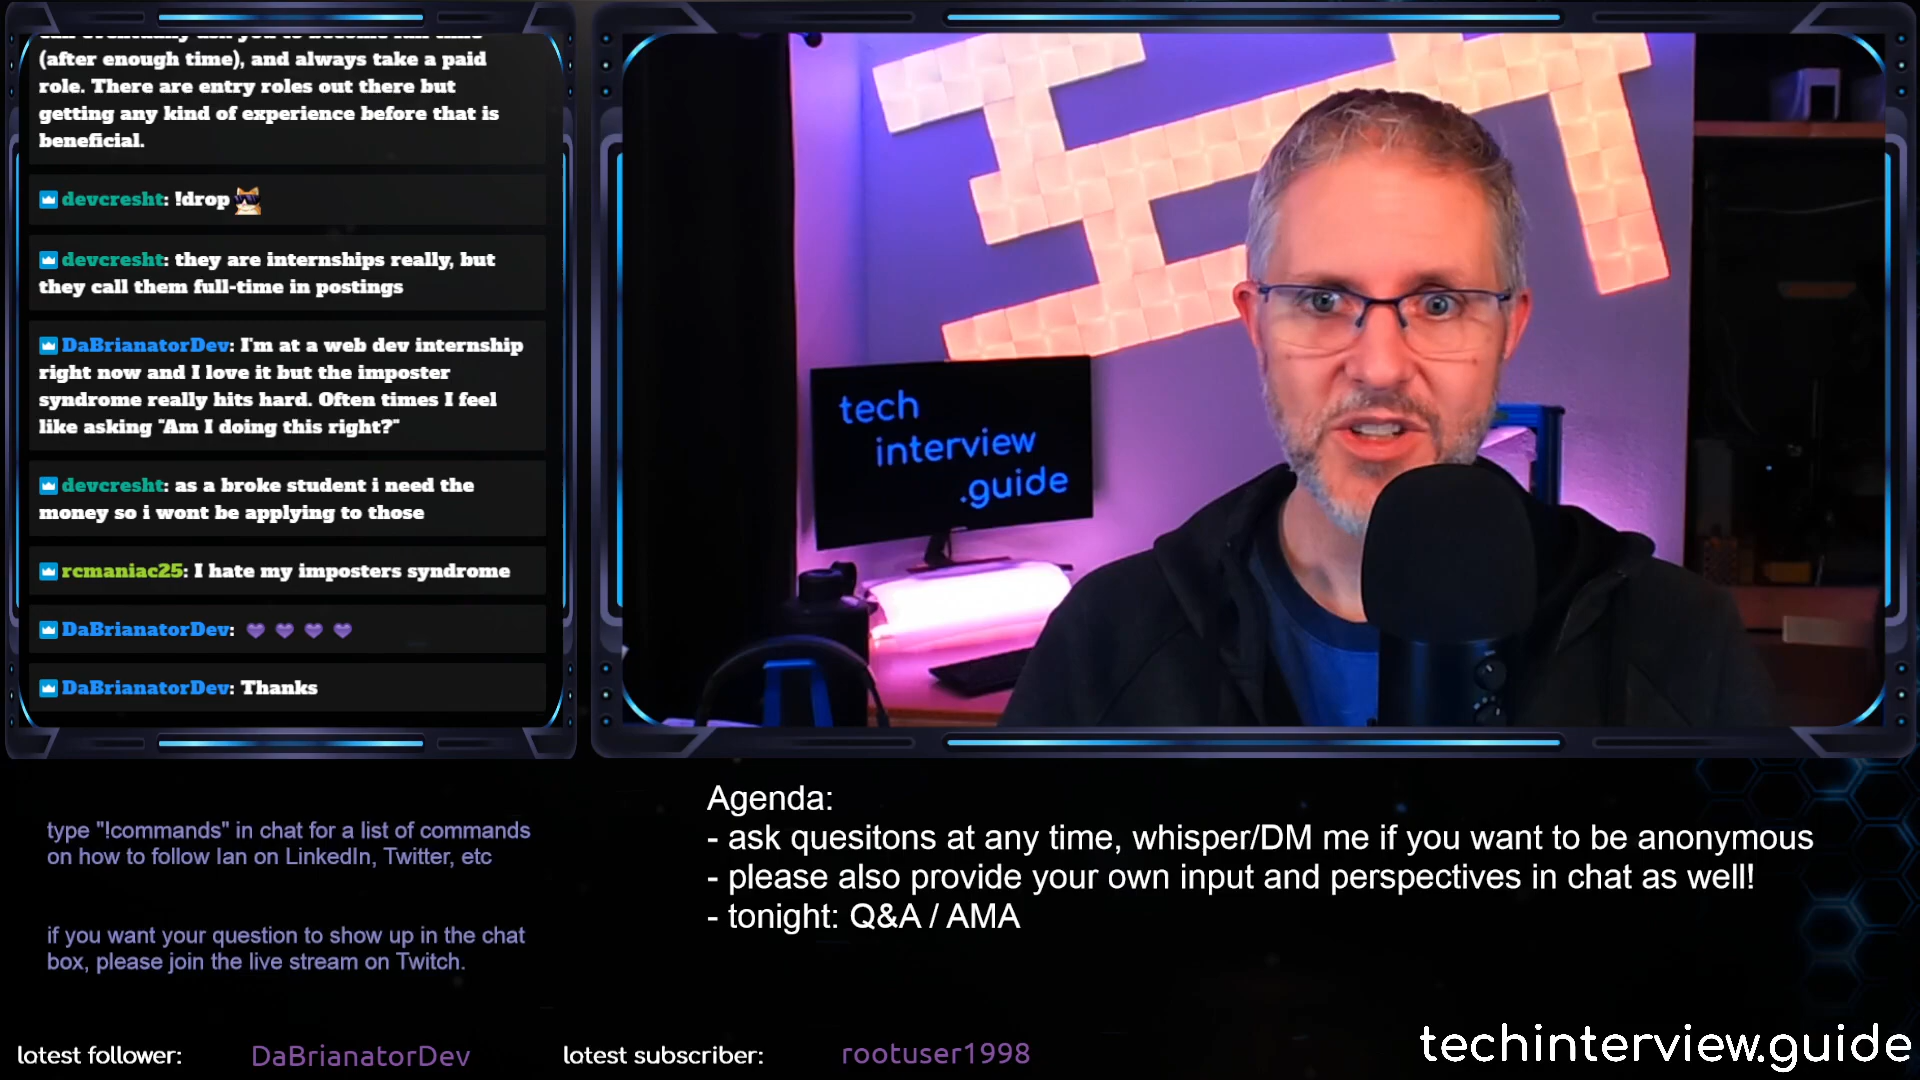 can eventually ask you to become full time
(after enough time), and always take a paid
role. There are entry roles out there but
getting any kind of experience before that is
beneficial.
devcresht: !drop
devcresht: they are internships really, but
they call them full-time in postings
DaBrianatorDev: I'm at a web dev internship
right now and I love it but the imposter
syndrome really hits hard. Often times I feel
like asking "Am I doing this right?"
devcresht: as a broke student i need the
money so i wont be applying to those
rcmaniac25: I hate my imposters syndrome
DaBrianatorDev: 💜 💜 💜 💜
DaBrianatorDev: Thanks
tech
interview
.guide
type "!commands" in chat for a list of commands
on how to follow Ian on LinkedIn, Twitter, etc
if you want your question to show up in the chat
box, please join the live stream on Twitch.
Agenda:
- ask quesitons at any time, whisper/DM me if you want to be anonymous
- please also provide your own input and perspectives in chat as well!
- tonight: Q&A / AMA
latest follower: DaBrianatorDev
latest subscriber: rootuser1998
techinterview.guide